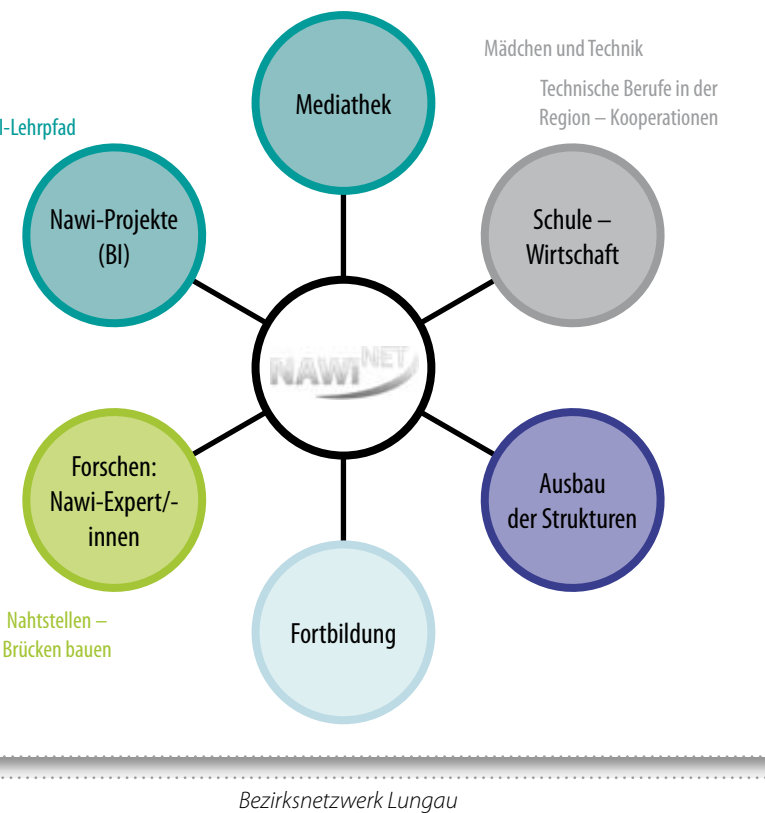 Mediathek
Mädchen und Technik
Technische Berufe in der
Region – Kooperationen
-Lehrpfad
Nawi-Projekte
(BI)
Schule –
Wirtschaft
NAWI NET
Forschen:
Nawi-Expert/-
innen
Ausbau
der Strukturen
Nahtstellen –
Brücken bauen
Fortbildung
Bezirksnetzwerk Lungau